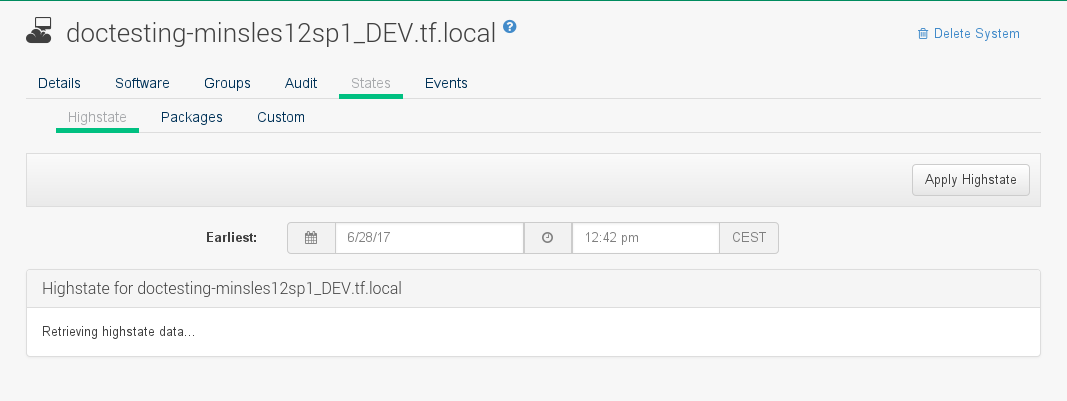 doctesting-minsles12sp1_DEV.tf.local ?
Delete System
Details Software Groups Audit States Events
Highstate Packages Custom
Apply Highstate
Earliest: 6/28/17 12:42 pm CEST
Highstate for doctesting-minsles12sp1_DEV.tf.local
Retrieving highstate data...